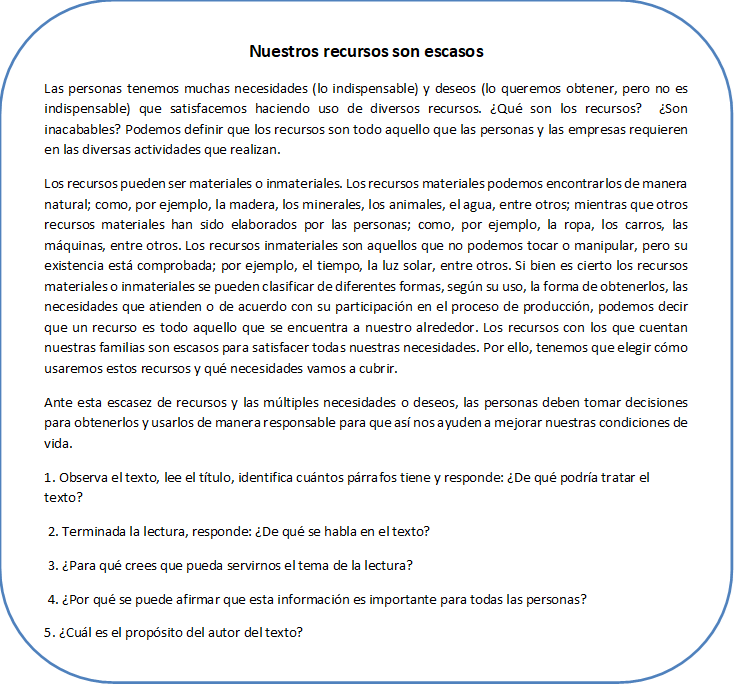 Nuestros recursos son escasos
Las personas tenemos muchas necesidades (lo indispensable) y deseos (lo queremos obtener, pero no es
indispensable) que satisfacemos haciendo uso de diversos recursos. ¿Qué son los recursos? ¿Son
inacabables? Podemos definir que los recursos son todo aquello que las personas y las empresas requieren
en las diversas actividades que realizan.
Los recursos pueden ser materiales o inmateriales. Los recursos materiales podemos encontrarlos de manera
natural; como, por ejemplo, la madera, los minerales, los animales, el agua, entre otros; mientras que otros
recursos materiales han sido elaborados por las personas; como, por ejemplo, la ropa, los carros, las
máquinas, entre otros. Los recursos inmateriales son aquellos que no podemos tocar o manipular, pero su
existencia está comprobada; por ejemplo, el tiempo, la luz solar, entre otros. Si bien es cierto los recursos
materiales o inmateriales se pueden clasificar de diferentes formas, según su uso, la forma de obtenerlos, las
necesidades que atienden o de acuerdo con su participación en el proceso de producción, podemos decir
que un recurso es todo aquello que se encuentra a nuestro alrededor. Los recursos con los que cuentan
nuestras familias son escasos para satisfacer todas nuestras necesidades. Por ello, tenemos que elegir cómo
usaremos estos recursos y qué necesidades vamos a cubrir.
Ante esta escasez de recursos y las múltiples necesidades o deseos, las personas deben tomar decisiones
para obtenerlos y usarlos de manera responsable para que así nos ayuden a mejorar nuestras condiciones de
vida.
1. Observa el texto, lee el título, identifica cuántos párrafos tiene y responde: ¿De qué podría tratar el
texto?
2. Terminada la lectura, responde: ¿De qué se habla en el texto?
3. ¿Para qué crees que pueda servirnos el tema de la lectura?
4. ¿Por qué se puede afirmar que esta información es importante para todas las personas?
5. ¿Cuál es el propósito del autor del texto?